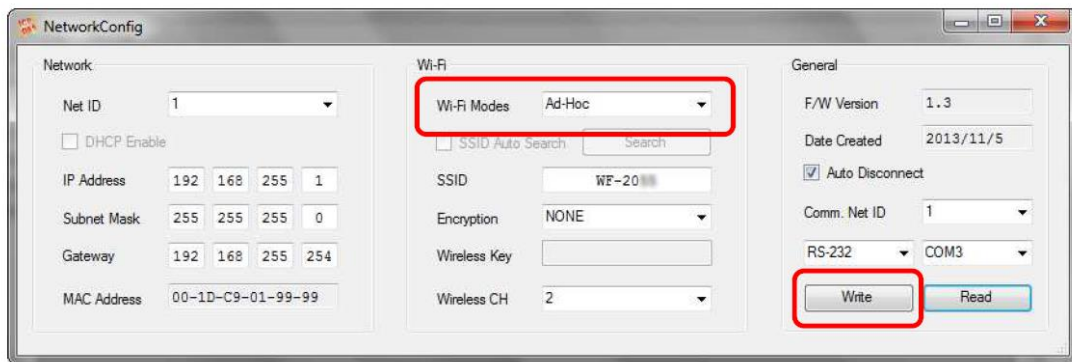 NetworkConfig
Network
Net ID 1
DHCP Enable
IP Address 192 168 255 1
Subnet Mask 255 255 255 0
Gateway 192 168 255 254
MAC Address 00-1D-C9-01-99-99
Wi-Fi
Wi-Fi Modes Ad-Hoc
SSID Auto Search Search
SSID WF-20
Encryption NONE
Wireless Key
Wireless CH 2
General
F/W Version 1.3
Date Created 2013/11/5
Auto Disconnect
Comm. Net ID 1
RS-232 COM3
Write Read